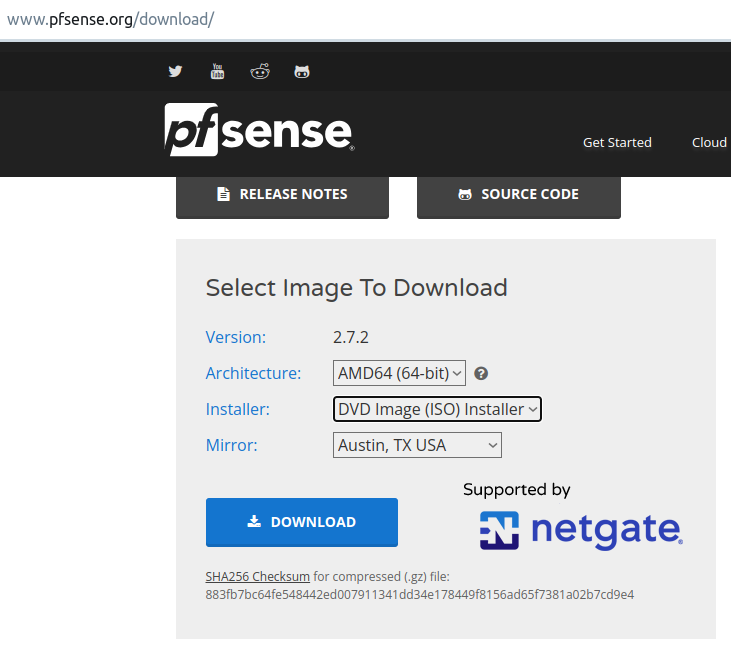 www.pfsense.org/download/
You Tube
pfsense®
Get Started Cloud
RELEASE NOTES SOURCE CODE
Select Image To Download
Version: 2.7.2
Architecture: AMD64 (64-bit) ?
Installer: DVD Image (ISO) Installer
Mirror: Austin, TX USA
Supported by
DOWNLOAD N netgate®
SHA256 Checksum for compressed (.gz) file:
883fb7bc64fe548442ed007911341dd34e178449f8156ad65f7381a02b7cd9e4